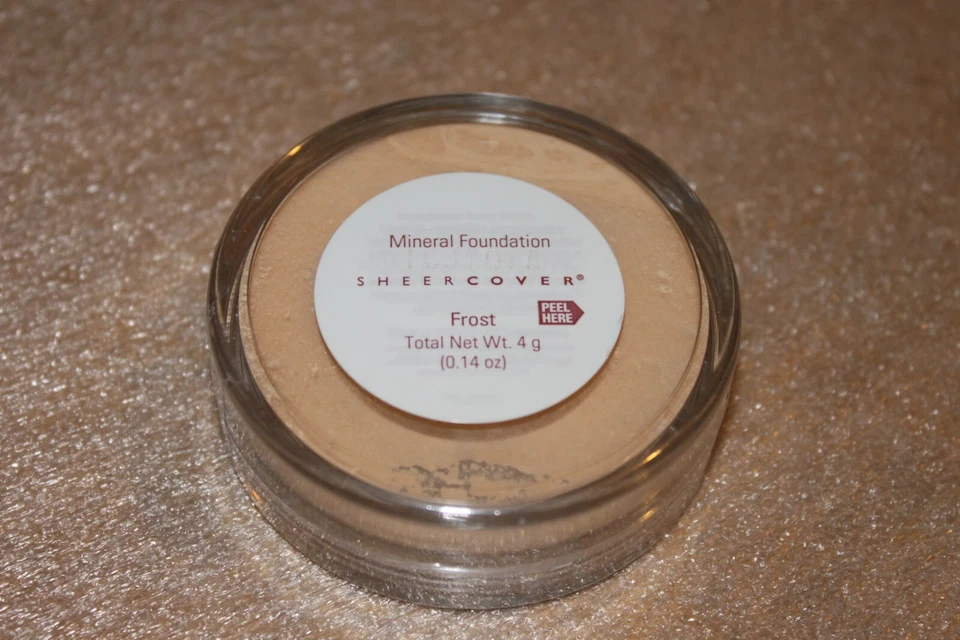 Mineral Foundation
SHEERCOVER®
Frost
PEEL
HERE
Total Net Wt. 4 g
(0.14 oz)